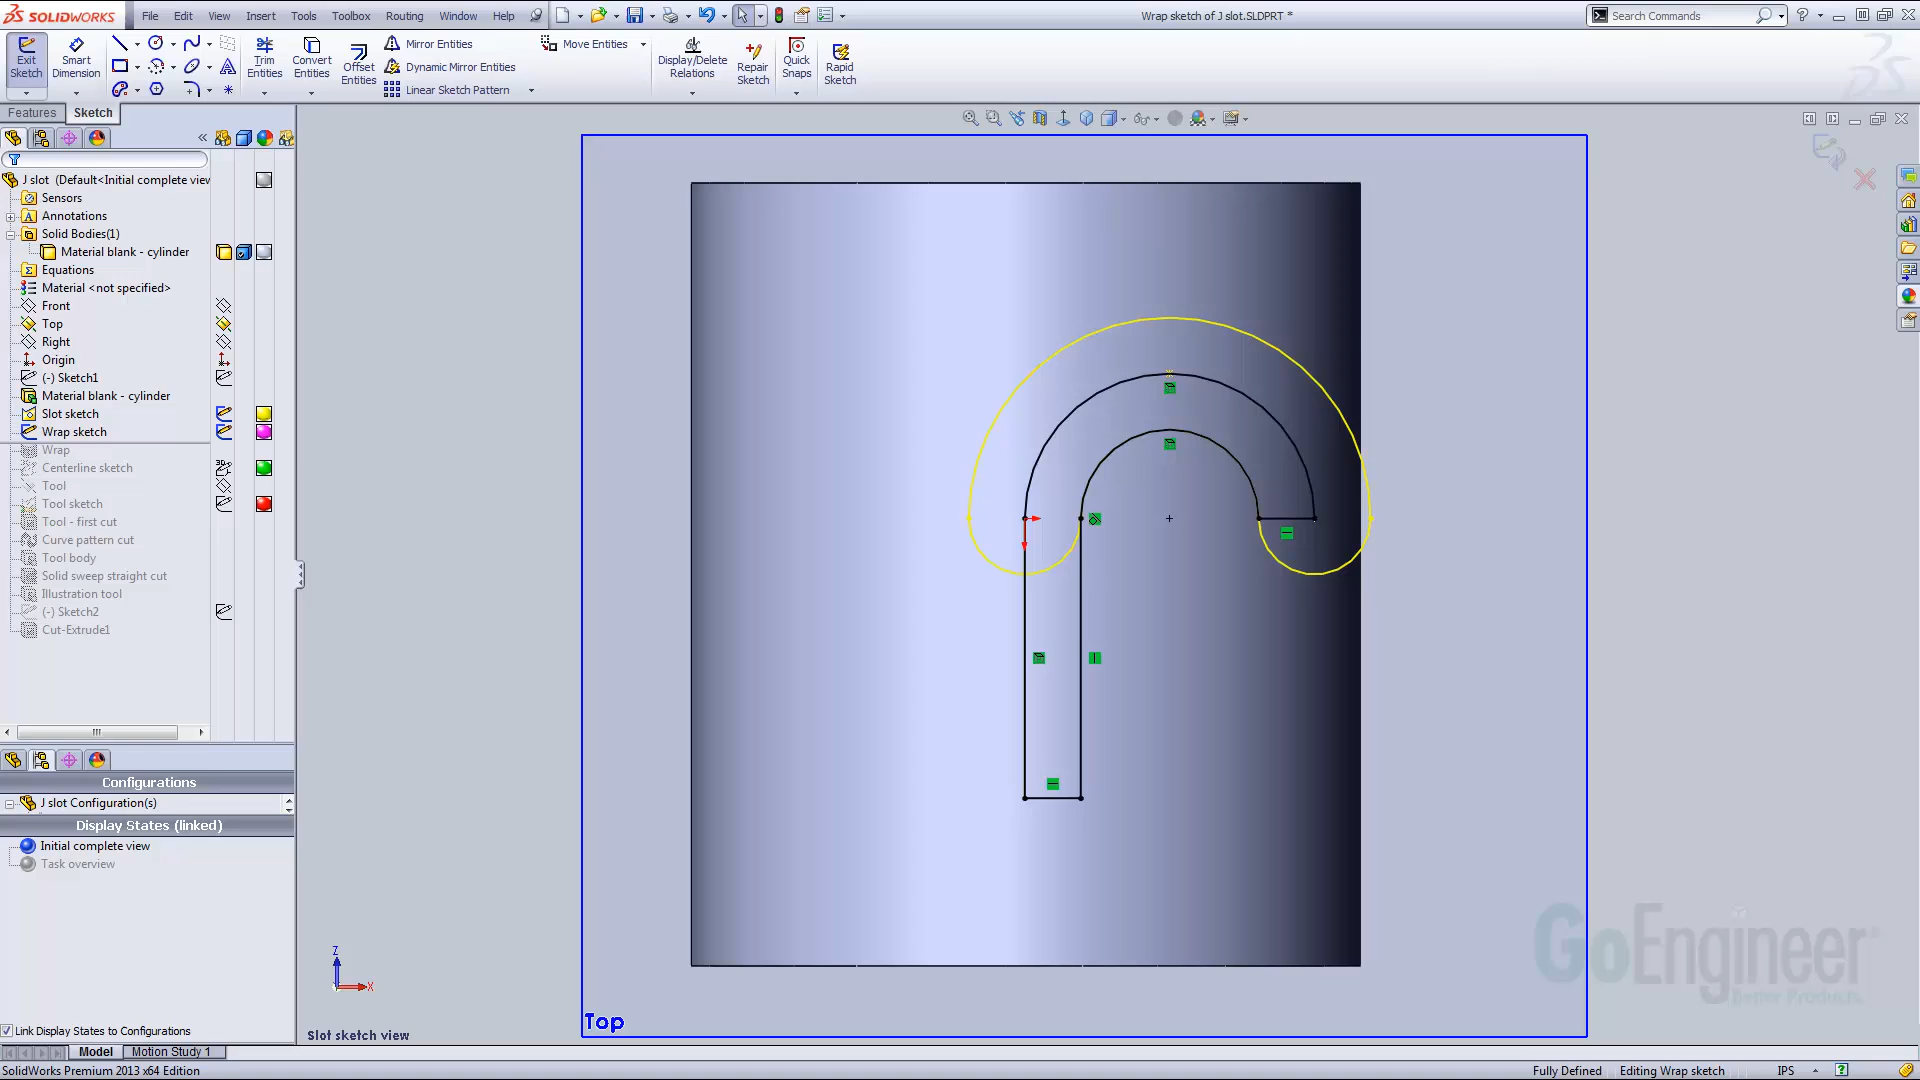 SOLIDWORKS File Edit View Insert Tools Toolbox Routing Window Help Wrap sketch of J slot.SLDPRT * Search Commands
Exit Sketch
Smart Dimension
Trim Entities
Convert Entities
Offset Entities
Mirror Entities
Dynamic Mirror Entities
Linear Sketch Pattern
Move Entities
Display/Delete Relations
Repair Sketch
Quick Snaps
Rapid Sketch
Features Sketch
J slot (Default<Initial complete view
Sensors
Annotations
Solid Bodies(1)
Material blank - cylinder
Equations
Material <not specified>
Front
Top
Right
Origin
(-) Sketch1
Material blank - cylinder
Slot sketch
Wrap sketch
Wrap
Centerline sketch
Tool
Tool sketch
Tool - first cut
Curve pattern cut
Tool body
Solid sweep straight cut
Illustration tool
(-) Sketch2
Cut-Extrude1
Configurations
J slot Configuration(s)
Display States (linked)
Initial complete view
Task overview
Link Display States to Configurations
Model Motion Study 1
SolidWorks Premium 2013 x64 Edition
Z
X
Slot sketch view
Top
GoEngineer
Better Products.
Fully Defined Editing Wrap sketch IPS